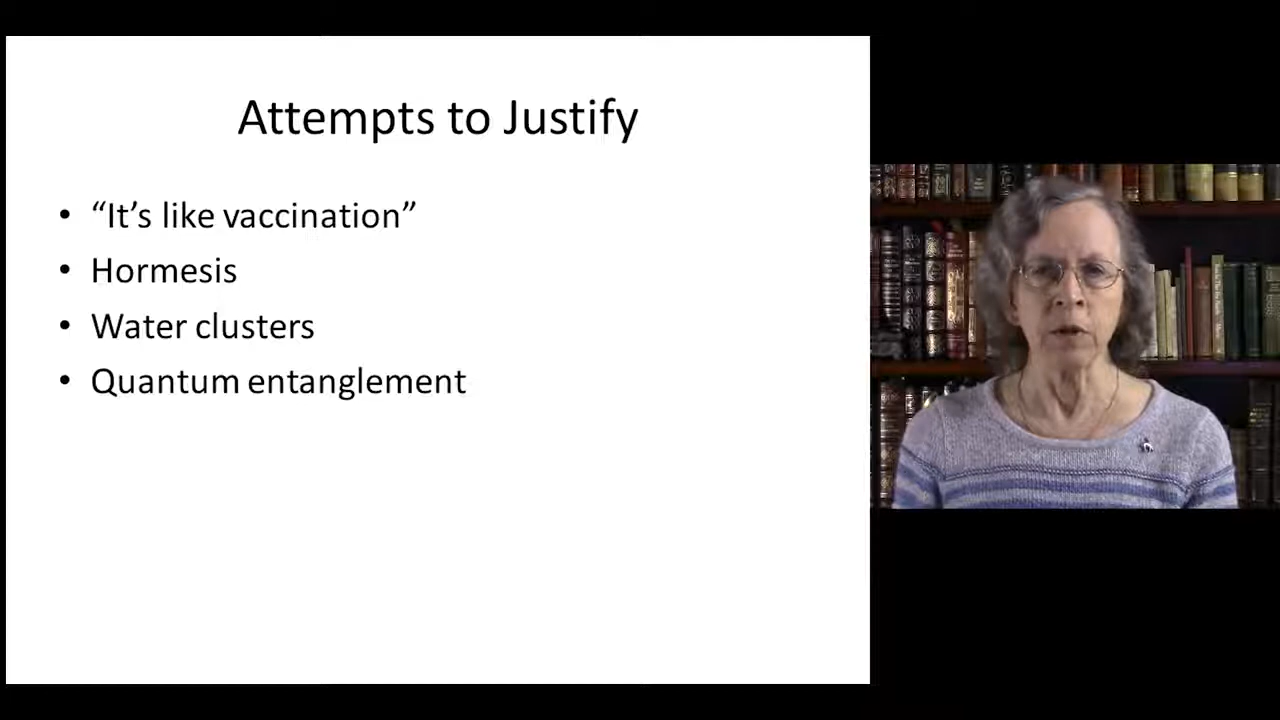 Attempts to Justify
• “It’s like vaccination”
• Hormesis
• Water clusters
• Quantum entanglement